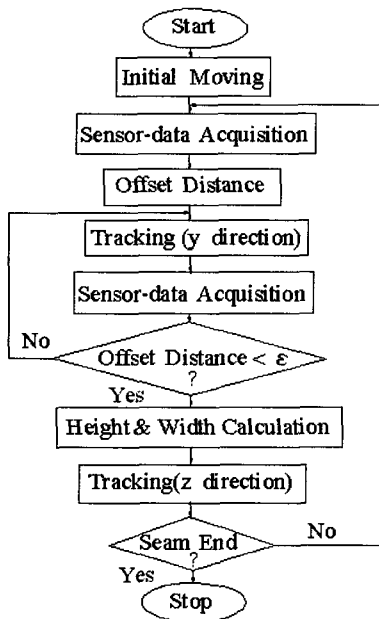 Start
Initial Moving
Sensor-data Acquisition
Offset Distance
Tracking (y direction)
Sensor-data Acquisition
No
Offset Distance < ε
?
Yes
Height & Width Calculation
Tracking(z direction)
No
Seam End
?
Yes
Stop